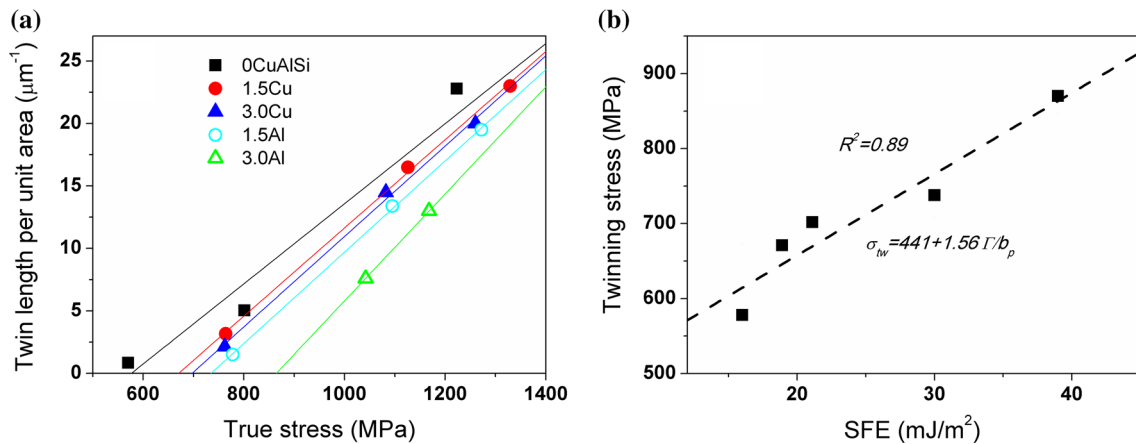 (a)
Twin length per unit area (μm⁻¹)
25
20
15
10
5
0
0CuAlSi
1.5Cu
3.0Cu
1.5Al
3.0Al
600
800
1000
1200
1400
True stress (MPa)
(b)
Twinning stress (MPa)
900
800
700
600
500
R²=0.89
σtw=441+1.56 Γ/bp
20
30
40
SFE (mJ/m²)